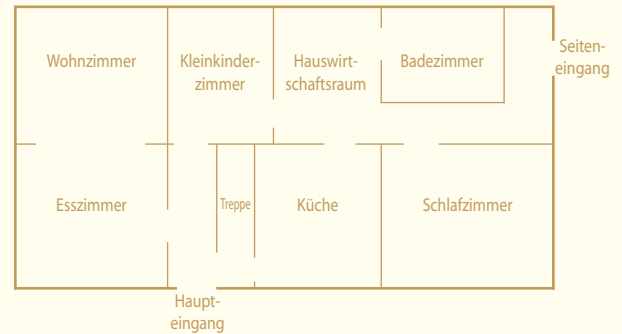 Wohnzimmer
Kleinkinder-
zimmer
Hauswirt-
schaftsraum
Badezimmer
Seiten-
eingang
Esszimmer
Treppe
Küche
Schlafzimmer
Haupt-
eingang